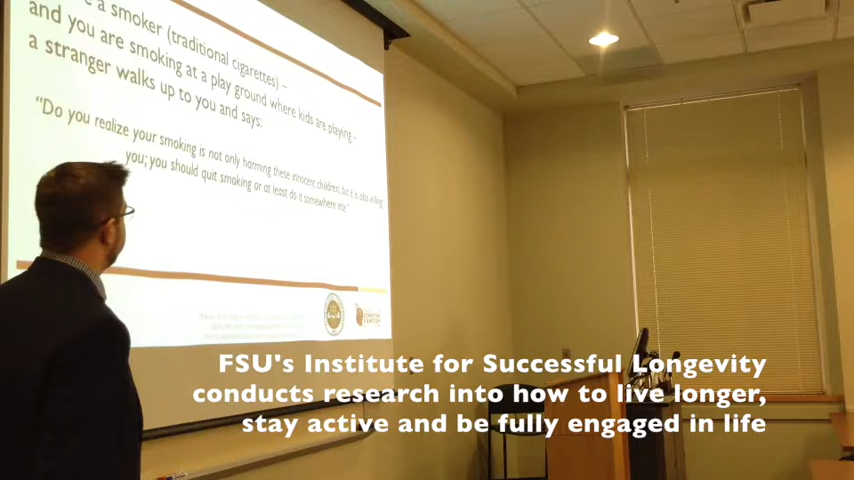 a smoker (traditional cigarettes) –
and you are smoking at a play ground where kids are playing –
a stranger walks up to you and says:
"Do you realize your smoking is not only harming these innocent children, but it is also killing
you; you should quit smoking or at least do it somewhere else"
FSU's Institute for Successful Longevity
conducts research into how to live longer,
stay active and be fully engaged in life